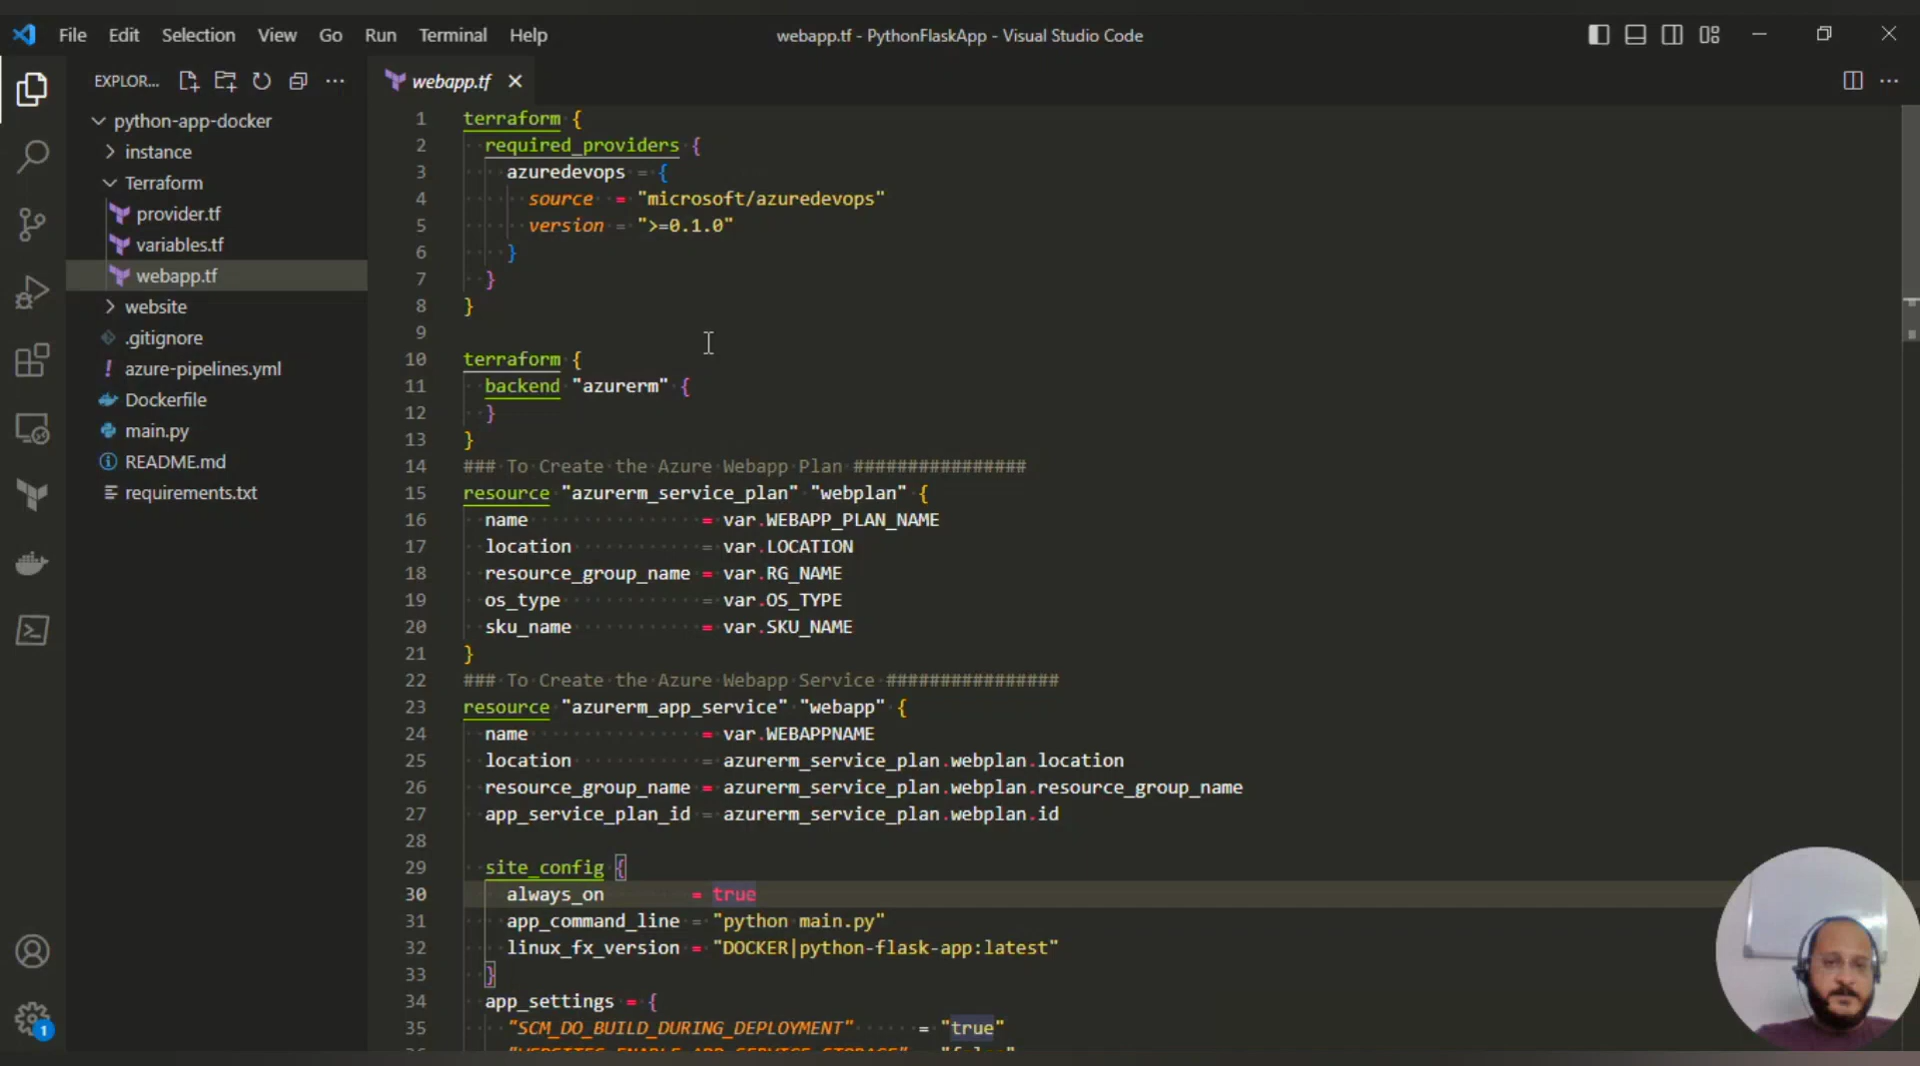 File Edit Selection View Go Run Terminal Help
webapp.tf - PythonFlaskApp - Visual Studio Code
EXPLOR...
webapp.tf
python-app-docker
instance
Terraform
provider.tf
variables.tf
webapp.tf
website
.gitignore
azure-pipelines.yml
Dockerfile
main.py
README.md
requirements.txt
1
1 terraform {
2 required_providers {
3 azuredevops = {
4 source = "microsoft/azuredevops"
5 version = ">=0.1.0"
6 }
7 }
8 }
9
10 terraform {
11 backend "azurerm" {
12 }
13 }
14 ### To Create the Azure Webapp Plan ################
15 resource "azurerm_service_plan" "webplan" {
16 name = var.WEBAPP_PLAN_NAME
17 location = var.LOCATION
18 resource_group_name = var.RG_NAME
19 os_type = var.OS_TYPE
20 sku_name = var.SKU_NAME
21 }
22 ### To Create the Azure Webapp Service ################
23 resource "azurerm_app_service" "webapp" {
24 name = var.WEBAPPNAME
25 location = azurerm_service_plan.webplan.location
26 resource_group_name = azurerm_service_plan.webplan.resource_group_name
27 app_service_plan_id = azurerm_service_plan.webplan.id
28
29 site_config {
30 always_on = true
31 app_command_line = "python main.py"
32 linux_fx_version = "DOCKER|python-flask-app:latest"
33 }
34 app_settings = {
35 "SCM_DO_BUILD_DURING_DEPLOYMENT" = "true"